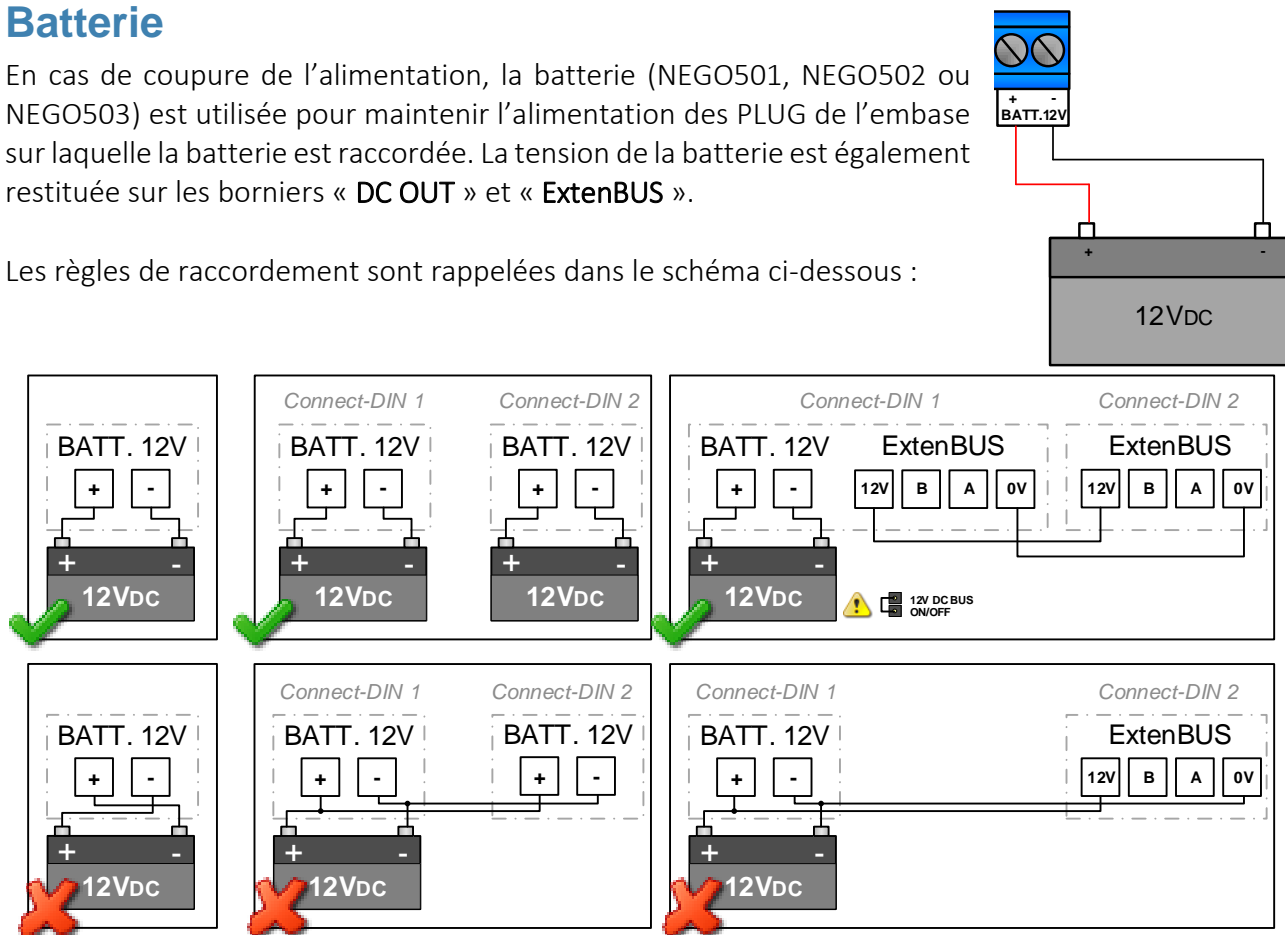 Batterie
En cas de coupure de l’alimentation, la batterie (NEGO501, NEGO502 ou
NEGO503) est utilisée pour maintenir l’alimentation des PLUG de l’embase
sur laquelle la batterie est raccordée. La tension de la batterie est également
restituée sur les borniers « DC OUT » et « ExtenBUS ».
+ -
BATT.12V
+ -
12VDC
Les règles de raccordement sont rappelées dans le schéma ci-dessous :
BATT. 12V
+ -
+ -
12VDC
Connect-DIN 1 Connect-DIN 2
BATT. 12V BATT. 12V
+ - + -
+ - + -
12VDC 12VDC
Connect-DIN 1 Connect-DIN 2
BATT. 12V ExtenBUS ExtenBUS
+ - 12V B A 0V 12V B A 0V
+ -
12VDC
12V DC BUS
ON/OFF
BATT. 12V
+ -
+ -
12VDC
Connect-DIN 1 Connect-DIN 2
BATT. 12V BATT. 12V
+ - + -
+ -
12VDC
Connect-DIN 1 Connect-DIN 2
BATT. 12V ExtenBUS
+ - 12V B A 0V
+ -
12VDC